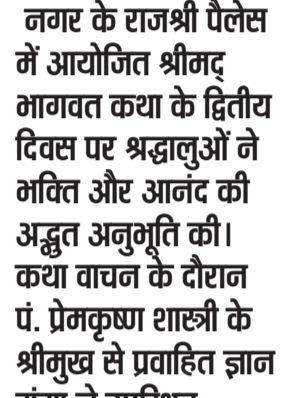 नगर के राजश्री पैलेस
में आयोजित श्रीमद्
भागवत कथा के द्वितीय
दिवस पर श्रद्धालुओं ने
भक्ति और आनंद की
अद्भुत अनुभूति की।
कथा वाचन के दौरान
पं. प्रेमकृष्ण शास्त्री के
श्रीमुख से प्रवाहित ज्ञान